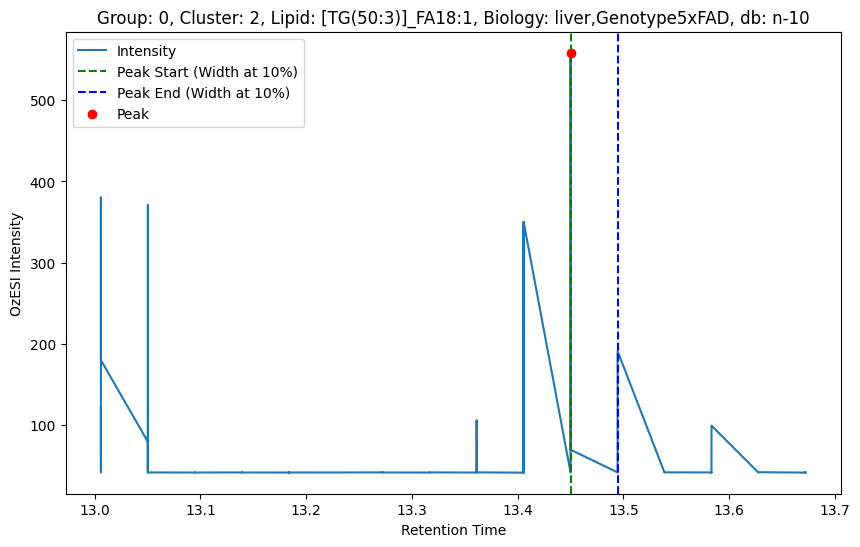 Group: 0, Cluster: 2, Lipid: [TG(50:3)]_FA18:1, Biology: liver,Genotype5xFAD, db: n-10
Intensity
Peak Start (Width at 10%)
Peak End (Width at 10%)
Peak
500
400
300
200
100
OzESI Intensity
13.0 13.1 13.2 13.3 13.4 13.5 13.6 13.7
Retention Time